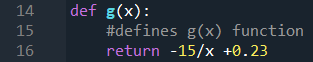 14 def g(x):
15 #defines g(x) function
16 return -15/x +0.23